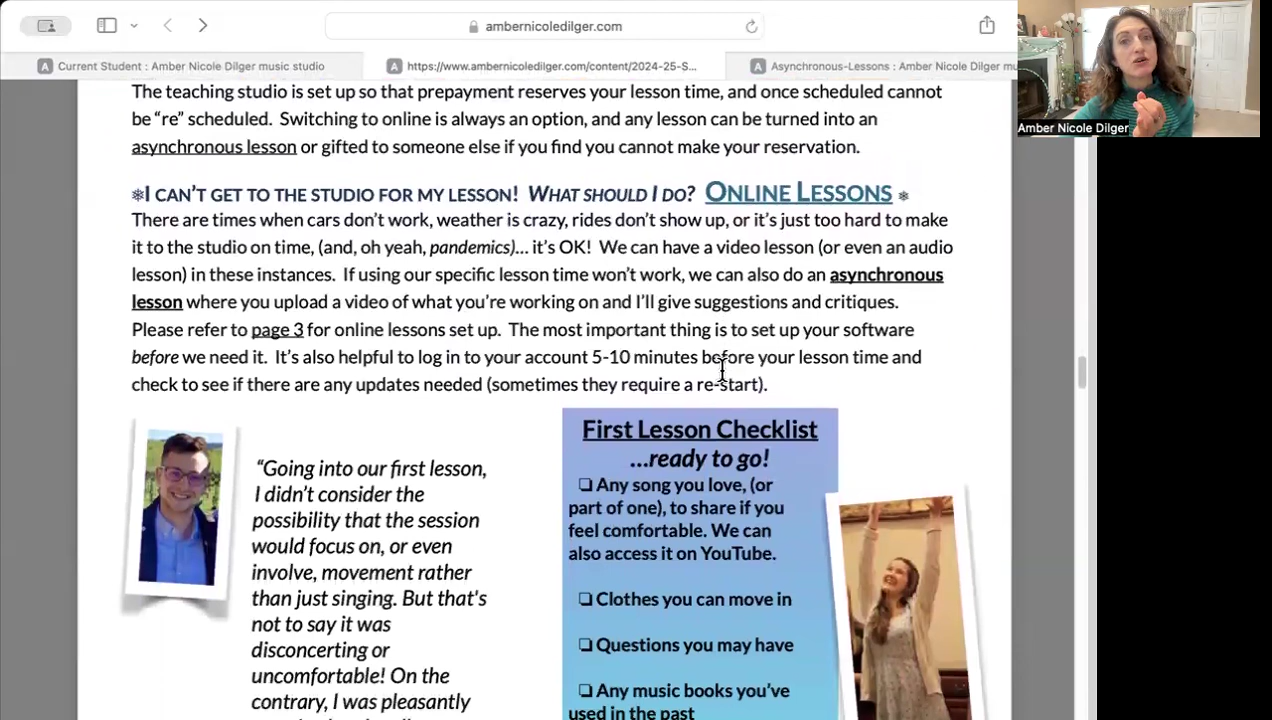 ambernicoledilger.com
Current Student : Amber Nicole Dilger music studio
https://www.ambernicoledilger.com/content/2024-25-S...
Asynchronous-Lessons : Amber Nicole Dilger mu
Amber Nicole Dilger
The teaching studio is set up so that prepayment reserves your lesson time, and once scheduled cannot
be “re” scheduled. Switching to online is always an option, and any lesson can be turned into an
asynchronous lesson or gifted to someone else if you find you cannot make your reservation.
❄I CAN’T GET TO THE STUDIO FOR MY LESSON! WHAT SHOULD I DO? ONLINE LESSONS ❄
There are times when cars don’t work, weather is crazy, rides don’t show up, or it’s just too hard to make
it to the studio on time, (and, oh yeah, pandemics)... it’s OK! We can have a video lesson (or even an audio
lesson) in these instances. If using our specific lesson time won’t work, we can also do an asynchronous
lesson where you upload a video of what you’re working on and I’ll give suggestions and critiques.
Please refer to page 3 for online lessons set up. The most important thing is to set up your software
before we need it. It’s also helpful to log in to your account 5-10 minutes before your lesson time and
check to see if there are any updates needed (sometimes they require a re-start).
“Going into our first lesson,
I didn’t consider the
possibility that the session
would focus on, or even
involve, movement rather
than just singing. But that's
not to say it was
disconcerting or
uncomfortable! On the
contrary, I was pleasantly
First Lesson Checklist
...ready to go!
❏ Any song you love, (or
part of one), to share if you
feel comfortable. We can
also access it on YouTube.
❏ Clothes you can move in
❏ Questions you may have
❏ Any music books you’ve
used in the past